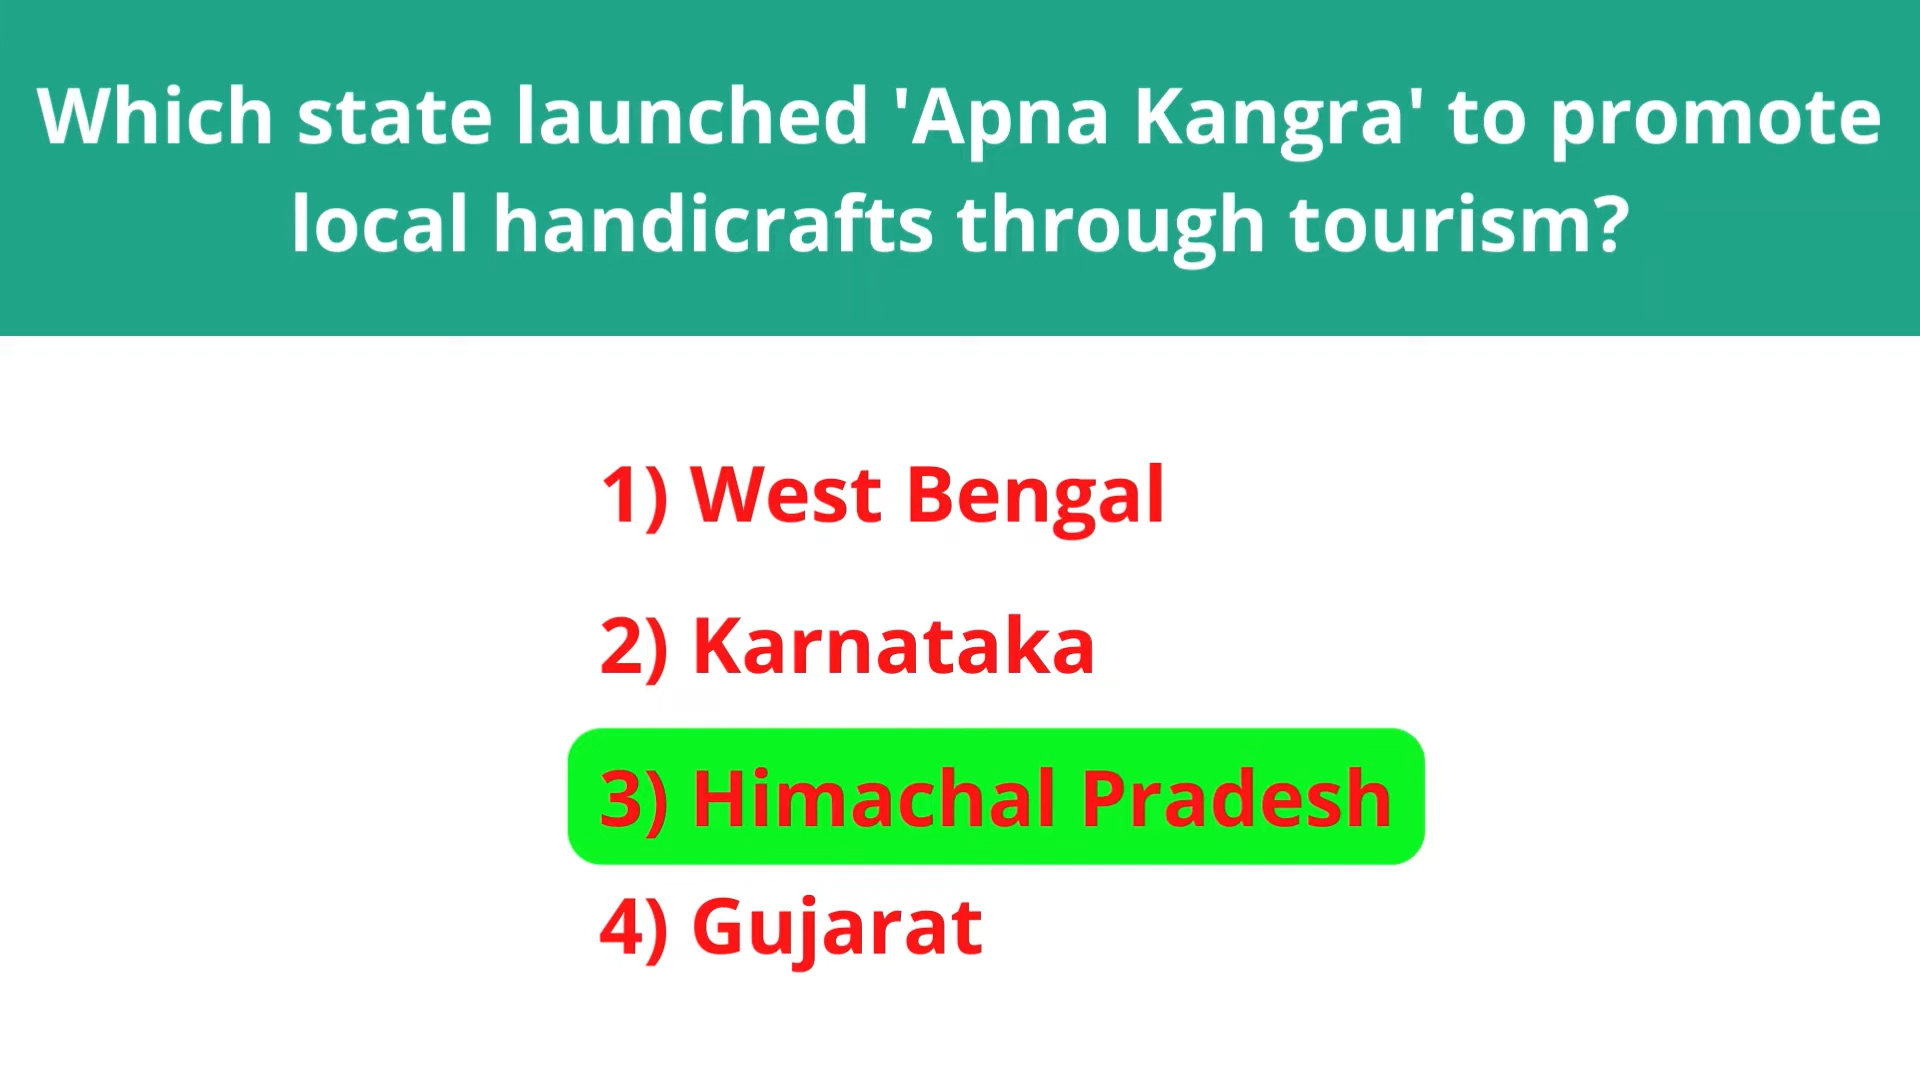 Which state launched 'Apna Kangra' to promote
local handicrafts through tourism?
1) West Bengal
2) Karnataka
3) Himachal Pradesh
4) Gujarat